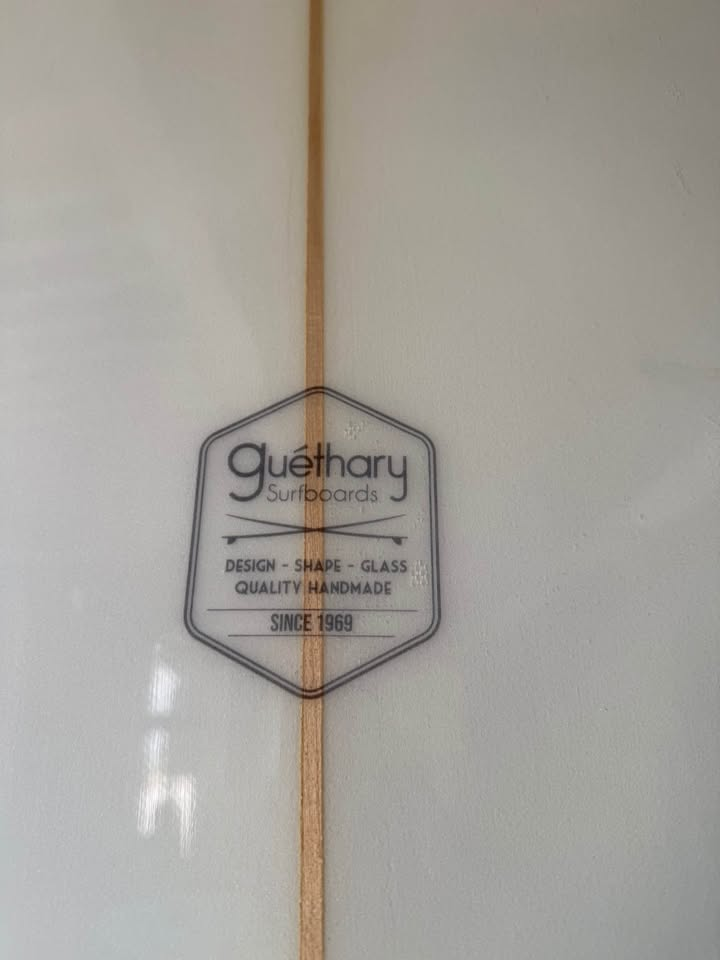 guéthary
Surfboards
DESIGN - SHAPE - GLASS
QUALITY HANDMADE
SINCE 1969